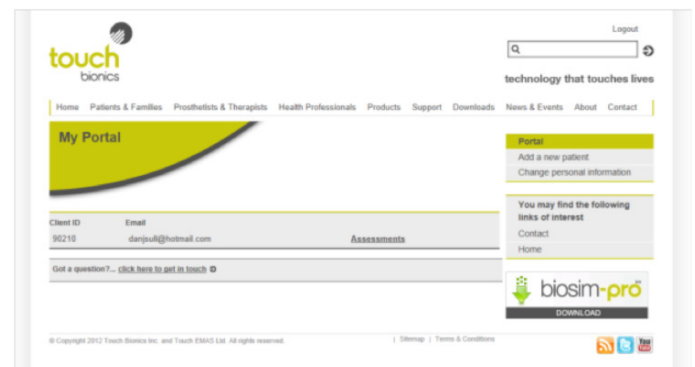 Logout
touch
bionics
technology that touches lives
Home Patients & Families Prosthetists & Therapists Health Professionals Products Support Downloads News & Events About Contact
My Portal
Portal
Add a new patient
Change personal information
You may find the following
links of interest
Contact
Home
Client ID Email
90210 danjsull@hotmail.com Assessments
Got a question?... click here to get in touch
biosim-pro
DOWNLOAD
© Copyright 2012 Touch Bionics Inc. and Touch EMAS Ltd. All rights reserved. | Sitemap | Terms & Conditions
You
Tube